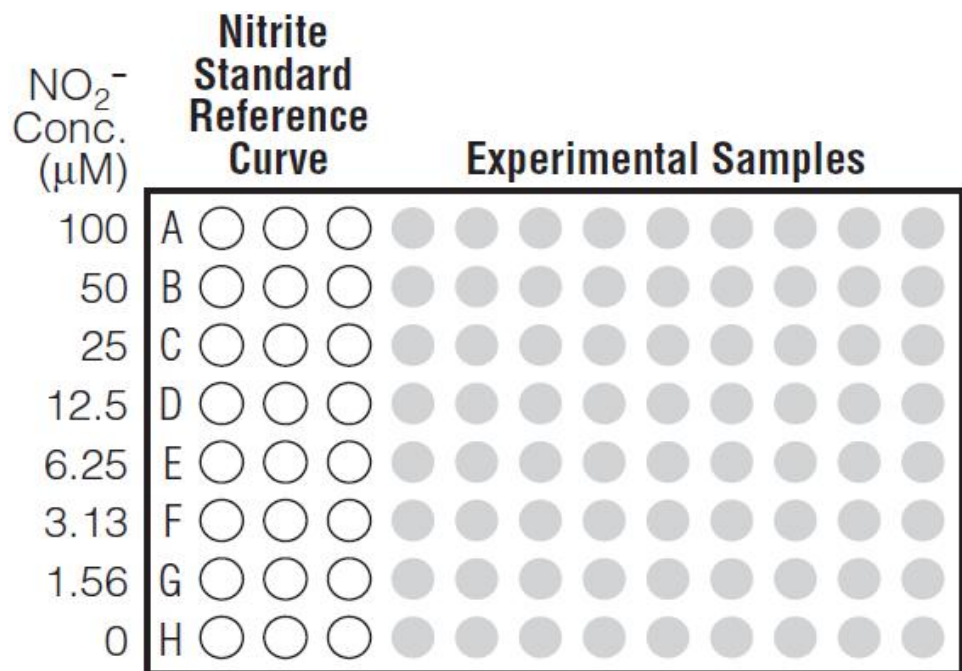 Nitrite
Standard
Reference
Curve
NO₂⁻
Conc.
(µM)
Experimental Samples
100 A
50 B
25 C
12.5 D
6.25 E
3.13 F
1.56 G
0 H